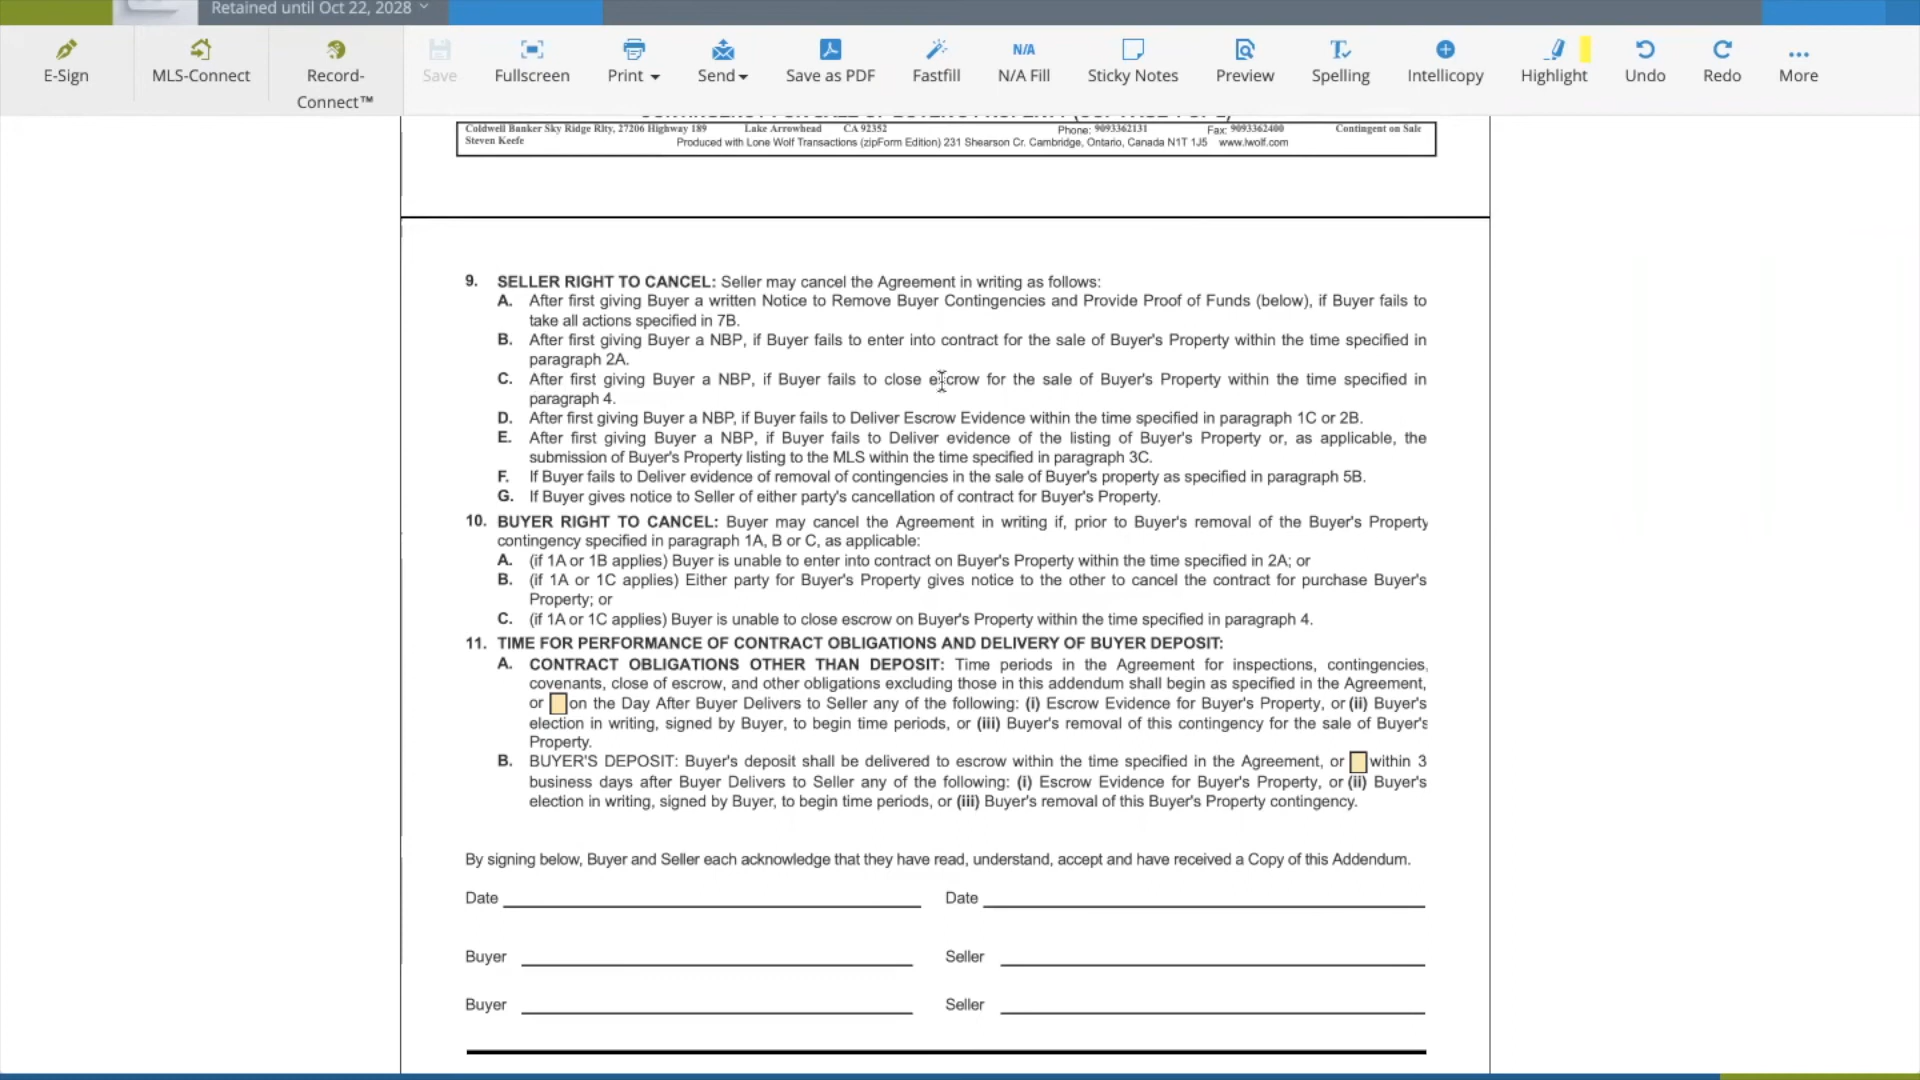 Retained until Oct 22, 2028
E-Sign
MLS-Connect
Record-
Connect™
Save
Fullscreen
Print
Send
Save as PDF
Fastfill
N/A
N/A Fill
Sticky Notes
Preview
Spelling
Intellicopy
Highlight
Undo
Redo
More
Coldwell Banker Sky Ridge Rlty, 27206 Highway 189 Lake Arrowhead CA 92352 Phone: 9093362131 Fax: 9093362400 Contingent on Sale
Steven Keefe Produced with Lone Wolf Transactions (zipForm Edition) 231 Shearson Cr. Cambridge, Ontario, Canada N1T 1J5 www.lwolf.com
9. SELLER RIGHT TO CANCEL: Seller may cancel the Agreement in writing as follows:
A. After first giving Buyer a written Notice to Remove Buyer Contingencies and Provide Proof of Funds (below), if Buyer fails to
take all actions specified in 7B.
B. After first giving Buyer a NBP, if Buyer fails to enter into contract for the sale of Buyer's Property within the time specified in
paragraph 2A.
C. After first giving Buyer a NBP, if Buyer fails to close escrow for the sale of Buyer's Property within the time specified in
paragraph 4.
D. After first giving Buyer a NBP, if Buyer fails to Deliver Escrow Evidence within the time specified in paragraph 1C or 2B.
E. After first giving Buyer a NBP, if Buyer fails to Deliver evidence of the listing of Buyer's Property or, as applicable, the
submission of Buyer's Property listing to the MLS within the time specified in paragraph 3C.
F. If Buyer fails to Deliver evidence of removal of contingencies in the sale of Buyer's property as specified in paragraph 5B.
G. If Buyer gives notice to Seller of either party's cancellation of contract for Buyer's Property.
10. BUYER RIGHT TO CANCEL: Buyer may cancel the Agreement in writing if, prior to Buyer's removal of the Buyer's Property
contingency specified in paragraph 1A, B or C, as applicable:
A. (if 1A or 1B applies) Buyer is unable to enter into contract on Buyer's Property within the time specified in 2A; or
B. (if 1A or 1C applies) Either party for Buyer's Property gives notice to the other to cancel the contract for purchase Buyer's
Property; or
C. (if 1A or 1C applies) Buyer is unable to close escrow on Buyer's Property within the time specified in paragraph 4.
11. TIME FOR PERFORMANCE OF CONTRACT OBLIGATIONS AND DELIVERY OF BUYER DEPOSIT:
A. CONTRACT OBLIGATIONS OTHER THAN DEPOSIT: Time periods in the Agreement for inspections, contingencies,
covenants, close of escrow, and other obligations excluding those in this addendum shall begin as specified in the Agreement,
or on the Day After Buyer Delivers to Seller any of the following: (i) Escrow Evidence for Buyer's Property, or (ii) Buyer's
election in writing, signed by Buyer, to begin time periods, or (iii) Buyer's removal of this contingency for the sale of Buyer's
Property.
B. BUYER'S DEPOSIT: Buyer's deposit shall be delivered to escrow within the time specified in the Agreement, or within 3
business days after Buyer Delivers to Seller any of the following: (i) Escrow Evidence for Buyer's Property, or (ii) Buyer's
election in writing, signed by Buyer, to begin time periods, or (iii) Buyer's removal of this Buyer's Property contingency.
By signing below, Buyer and Seller each acknowledge that they have read, understand, accept and have received a Copy of this Addendum.
Date Date
Buyer Seller
Buyer Seller